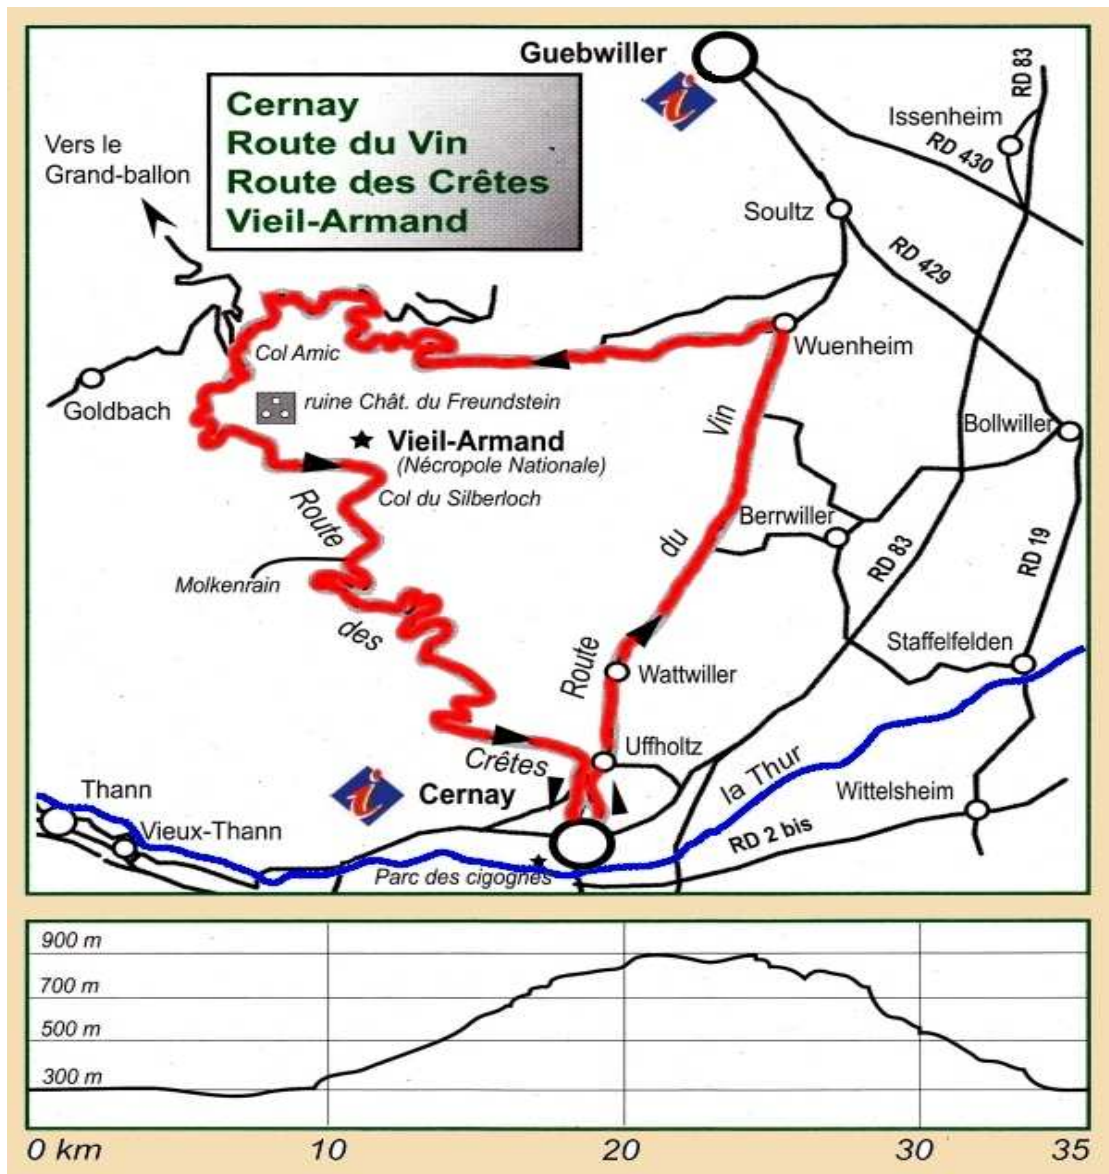 Guebwiller
RD 83
Cernay
Route du Vin
Route des Crêtes
Vieil-Armand
Issenheim
RD 430
Vers le
Grand-ballon
Soultz
RD 429
Wuenheim
Col Amic
Goldbach
ruine Chât. du Freundstein
Vin
Bollwiller
Vieil-Armand
(Nécropole Nationale)
Col du Silberloch
Route
Berrwiller
du
RD 83
RD 19
Molkenrain
des
Staffelfelden
Route
Wattwiller
Uffholtz
Crêtes
la Thur
Thann
Cernay
Wittelsheim
Vieux-Thann
RD 2 bis
Parc des cigognes
i
i
900 m
700 m
500 m
300 m
0 km 10 20 30 35